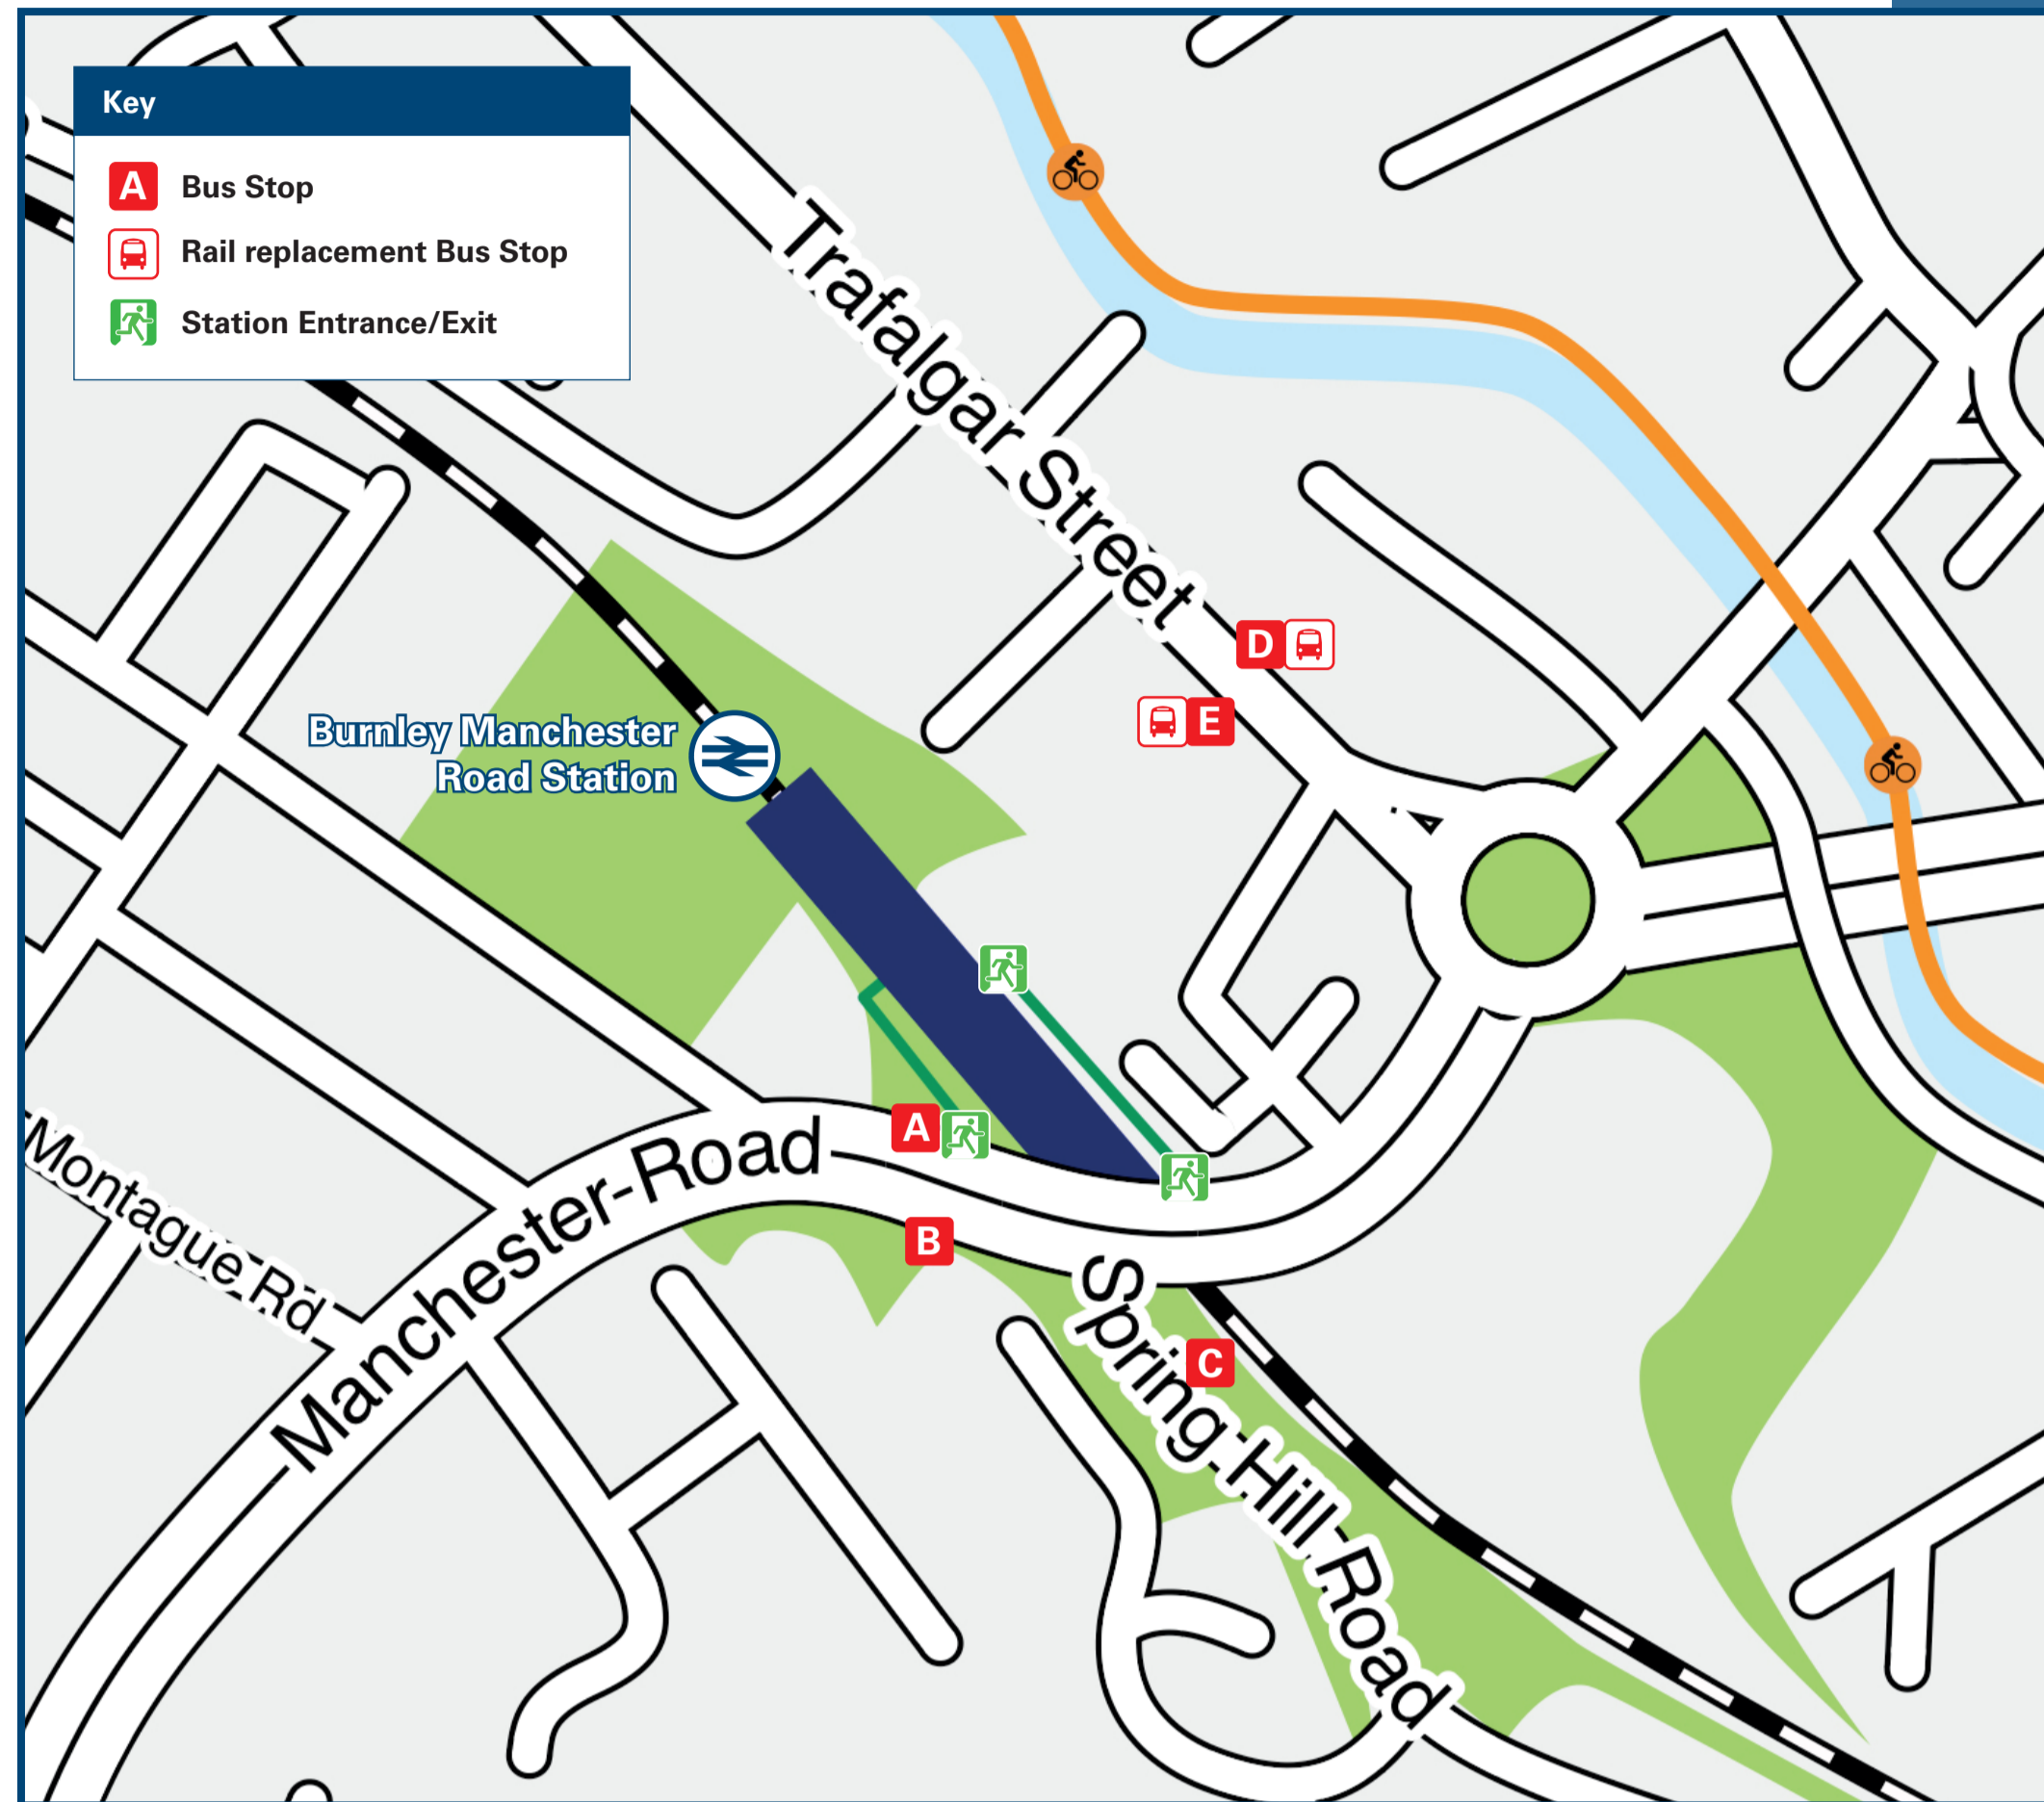 Key
A Bus Stop
Rail replacement Bus Stop
Station Entrance/Exit
Trafalgar Street
D
E
Burnley Manchester
Road Station
A
B
Manchester-Road
Montague Rd
C
Spring Hill Road